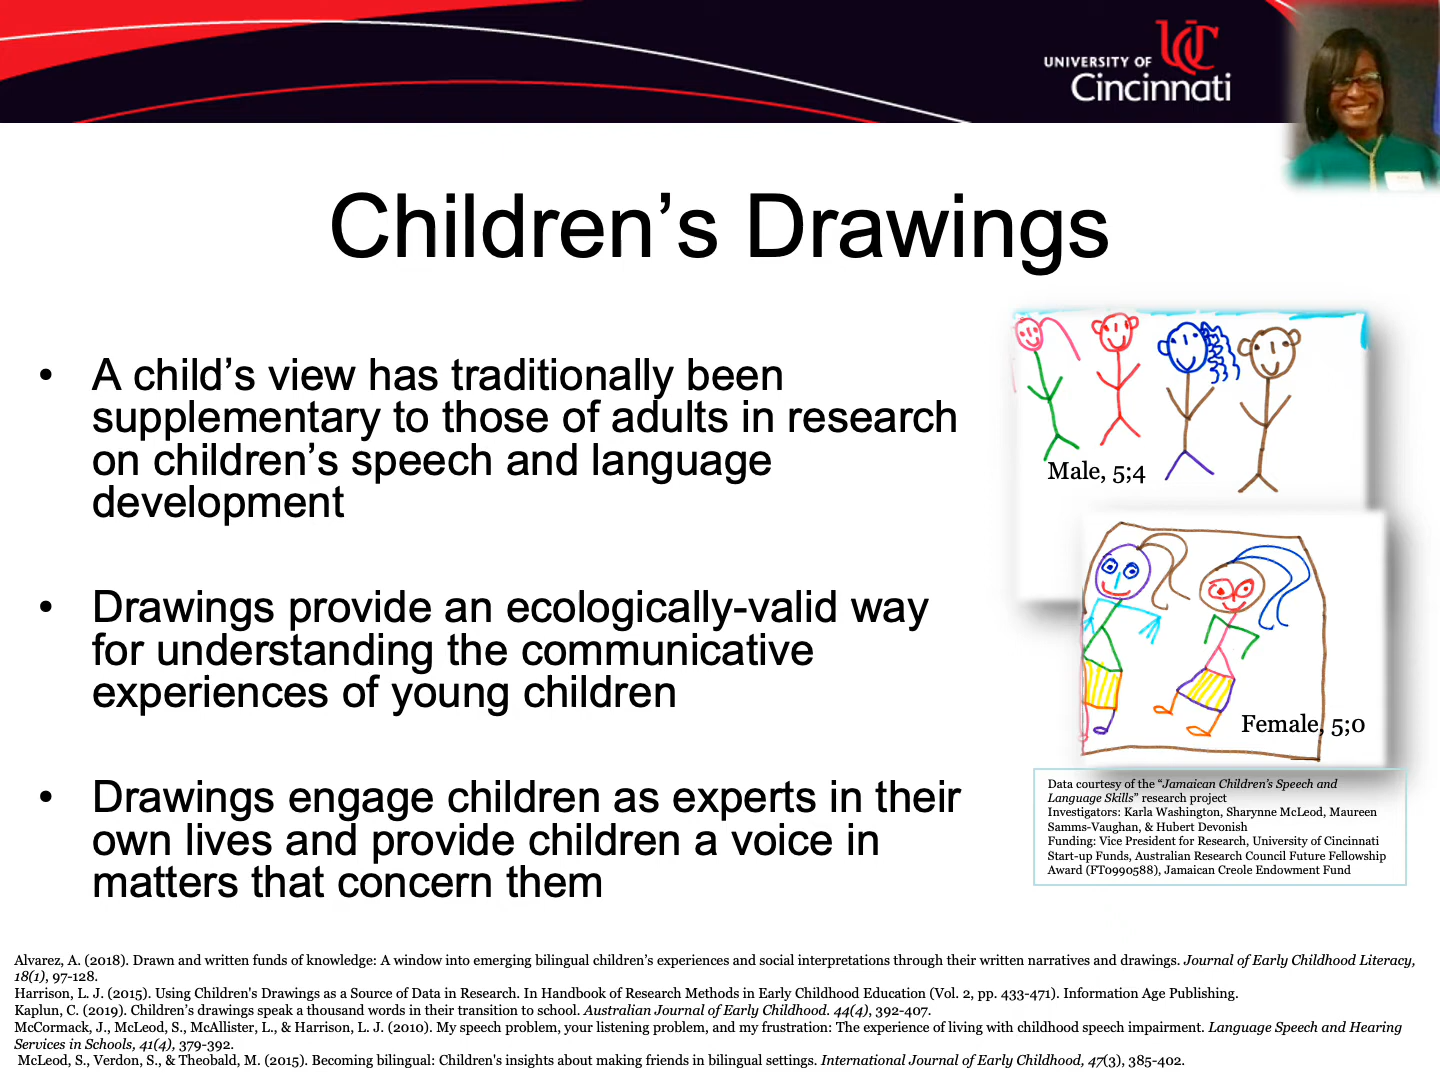 UNIVERSITY OF
Cincinnati
Children’s Drawings
• A child’s view has traditionally been
supplementary to those of adults in research
on children’s speech and language
development
• Drawings provide an ecologically-valid way
for understanding the communicative
experiences of young children
• Drawings engage children as experts in their
own lives and provide children a voice in
matters that concern them
Male, 5;4
Female, 5;0
Data courtesy of the “Jamaican Children’s Speech and
Language Skills” research project
Investigators: Karla Washington, Sharynne McLeod, Maureen
Samms-Vaughan, & Hubert Devonish
Funding: Vice President for Research, University of Cincinnati
Start-up Funds, Australian Research Council Future Fellowship
Award (FT0990588), Jamaican Creole Endowment Fund
Alvarez, A. (2018). Drawn and written funds of knowledge: A window into emerging bilingual children’s experiences and social interpretations through their written narratives and drawings. Journal of Early Childhood Literacy,
18(1), 97-128.
Harrison, L. J. (2015). Using Children's Drawings as a Source of Data in Research. In Handbook of Research Methods in Early Childhood Education (Vol. 2, pp. 433-471). Information Age Publishing.
Kaplun, C. (2019). Children’s drawings speak a thousand words in their transition to school. Australian Journal of Early Childhood. 44(4), 392-407.
McCormack, J., McLeod, S., McAllister, L., & Harrison, L. J. (2010). My speech problem, your listening problem, and my frustration: The experience of living with childhood speech impairment. Language Speech and Hearing
Services in Schools, 41(4), 379-392.
McLeod, S., Verdon, S., & Theobald, M. (2015). Becoming bilingual: Children's insights about making friends in bilingual settings. International Journal of Early Childhood, 47(3), 385-402.